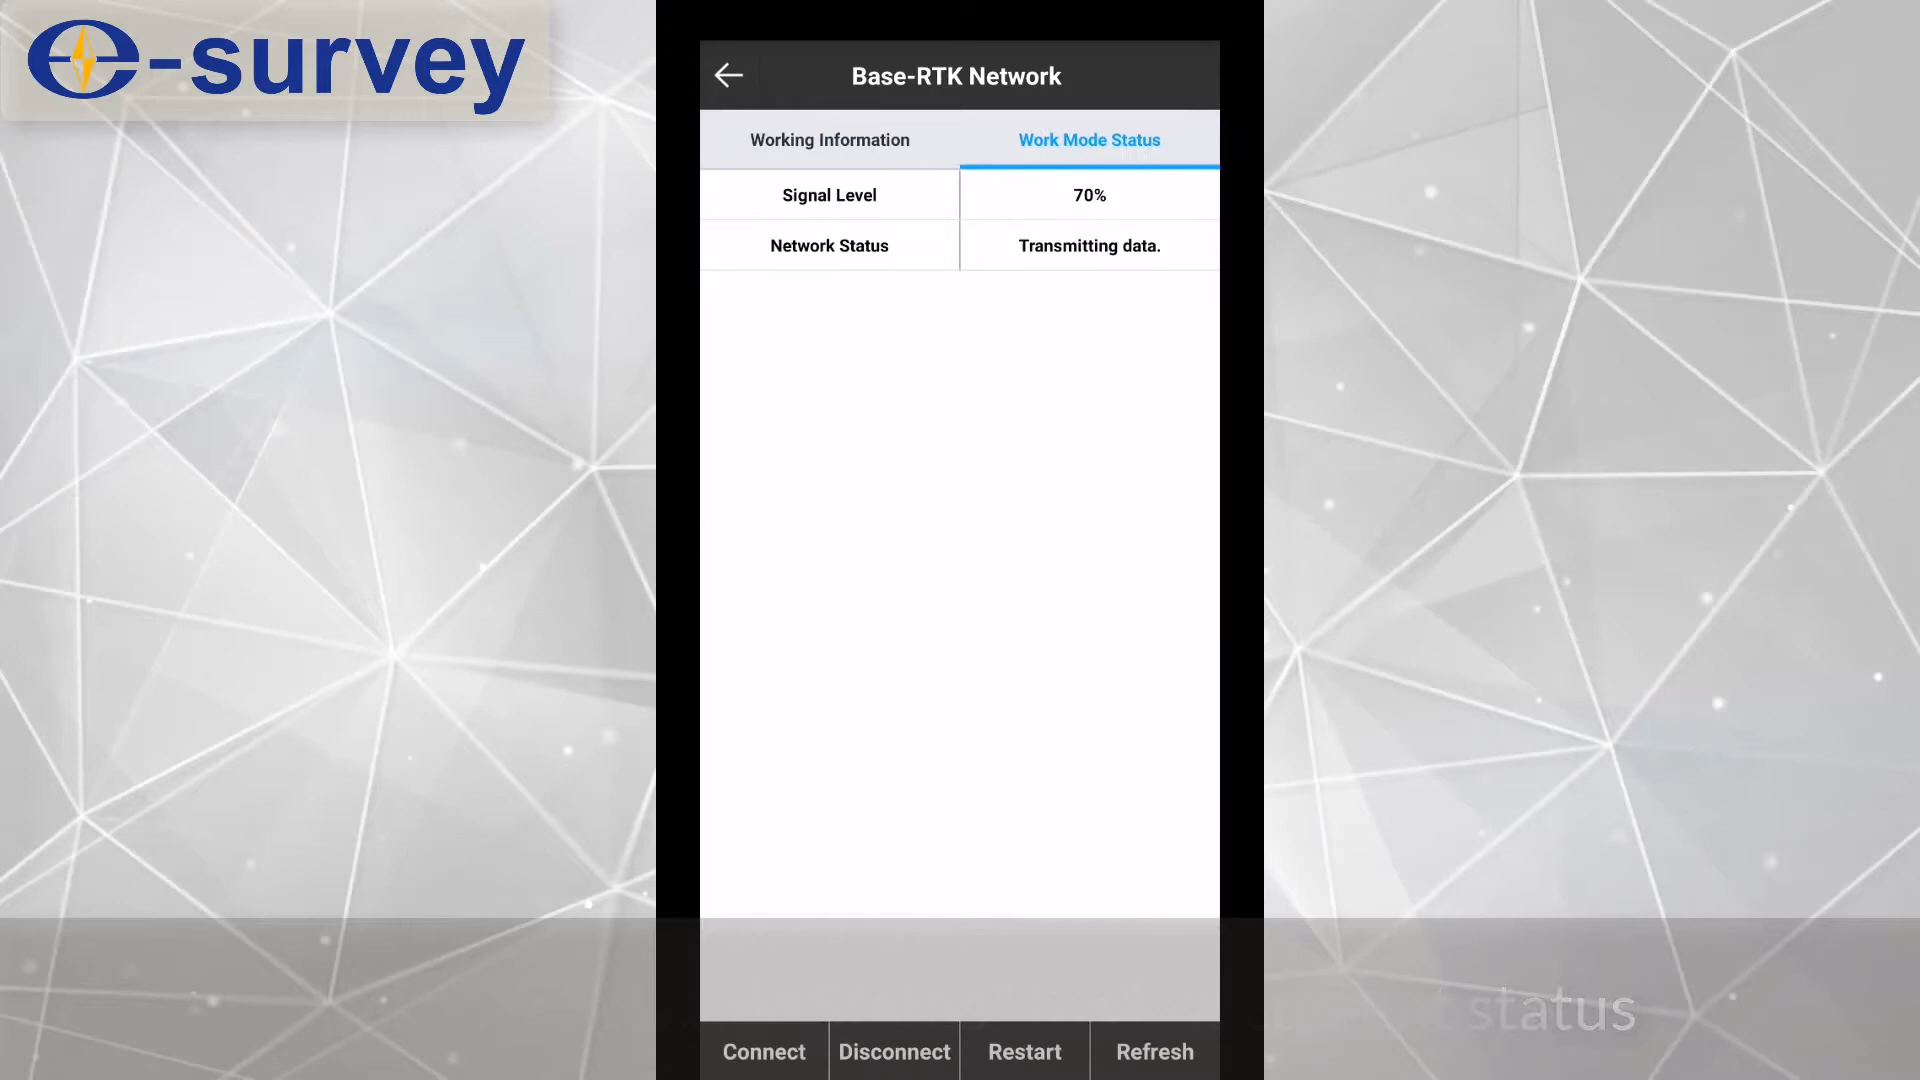 e-survey
Base-RTK Network
Working Information
Work Mode Status
Signal Level
70%
Network Status
Transmitting data.
status
Connect
Disconnect
Restart
Refresh